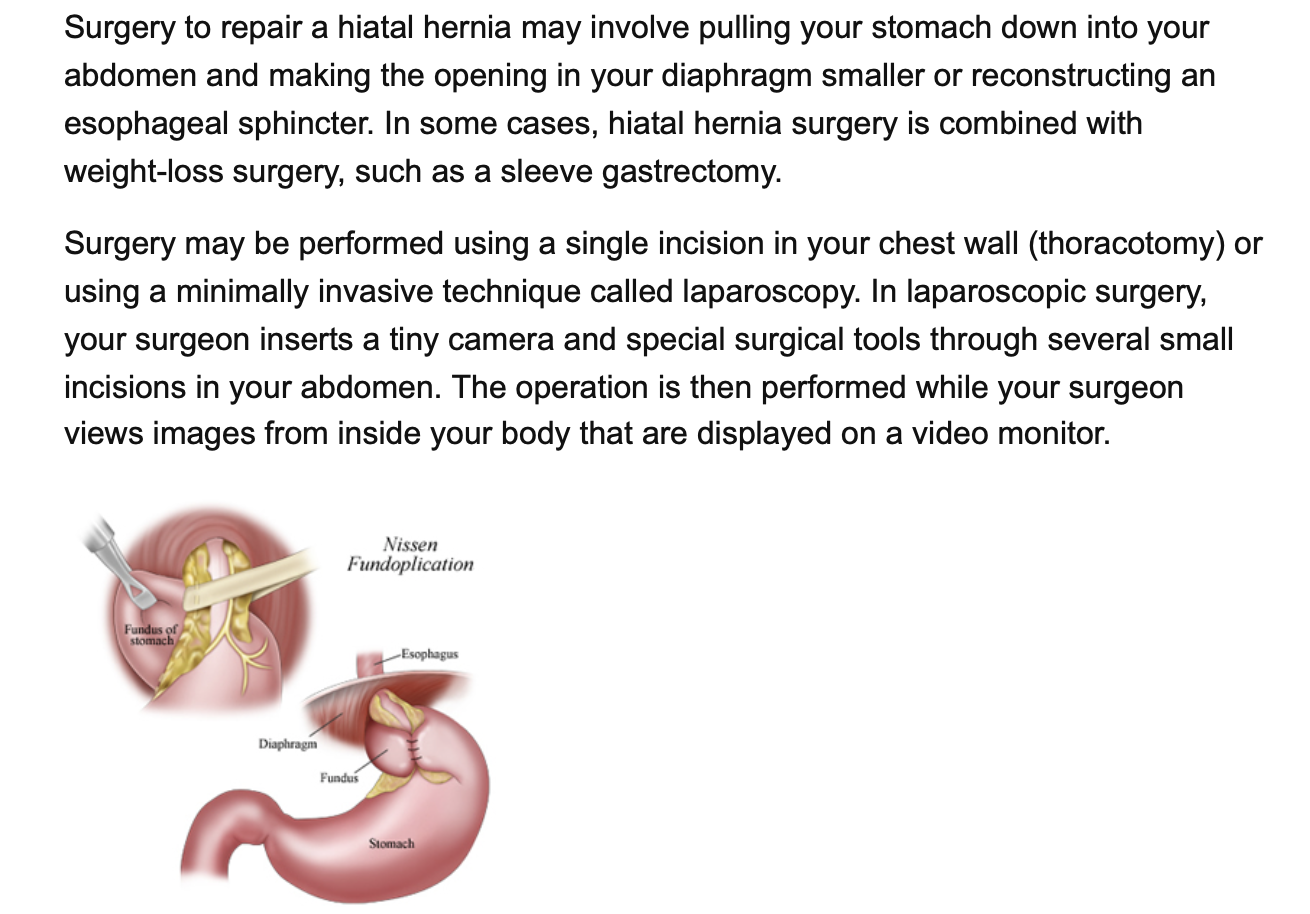 Surgery to repair a hiatal hernia may involve pulling your stomach down into your
abdomen and making the opening in your diaphragm smaller or reconstructing an
esophageal sphincter. In some cases, hiatal hernia surgery is combined with
weight-loss surgery, such as a sleeve gastrectomy.
Surgery may be performed using a single incision in your chest wall (thoracotomy) or
using a minimally invasive technique called laparoscopy. In laparoscopic surgery,
your surgeon inserts a tiny camera and special surgical tools through several small
incisions in your abdomen. The operation is then performed while your surgeon
views images from inside your body that are displayed on a video monitor.
Nissen
Fundoplication
Fundus of
stomach
Esophagus
Diaphragm
Fundus
Stomach